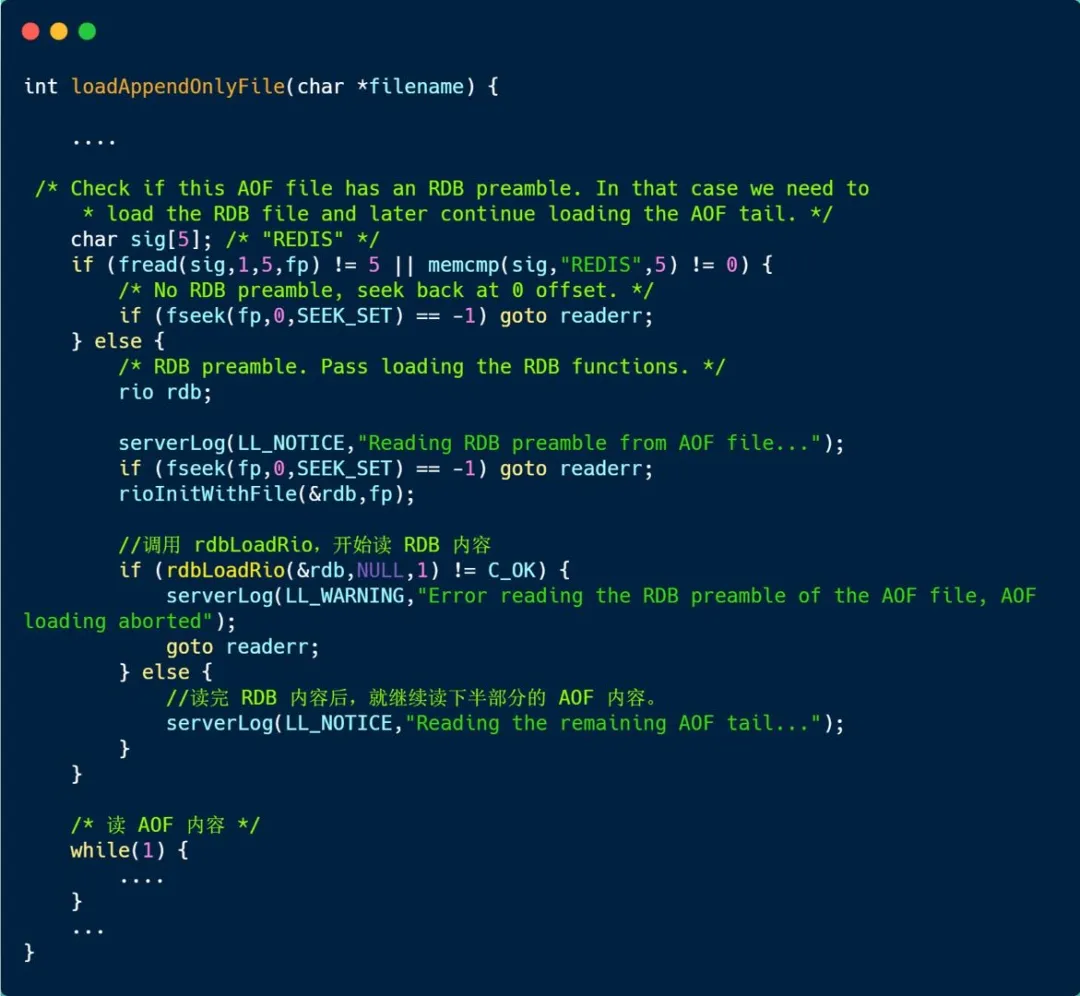 int loadAppendOnlyFile(char *filename) {
....
/* Check if this AOF file has an RDB preamble. In that case we need to
* load the RDB file and later continue loading the AOF tail. */
char sig[5]; /* "REDIS" */
if (fread(sig,1,5,fp) != 5 || memcmp(sig,"REDIS",5) != 0) {
/* No RDB preamble, seek back at 0 offset. */
if (fseek(fp,0,SEEK_SET) == -1) goto readerr;
} else {
/* RDB preamble. Pass loading the RDB functions. */
rio rdb;
serverLog(LL_NOTICE,"Reading RDB preamble from AOF file...");
if (fseek(fp,0,SEEK_SET) == -1) goto readerr;
rioInitWithFile(&rdb,fp);
//调用 rdbLoadRio，开始读 RDB 内容
if (rdbLoadRio(&rdb,NULL,1) != C_OK) {
serverLog(LL_WARNING,"Error reading the RDB preamble of the AOF file, AOF
loading aborted");
goto readerr;
} else {
//读完 RDB 内容后，就继续读下半部分的 AOF 内容。
serverLog(LL_NOTICE,"Reading the remaining AOF tail...");
}
}
/* 读 AOF 内容 */
while(1) {
....
}
...
}